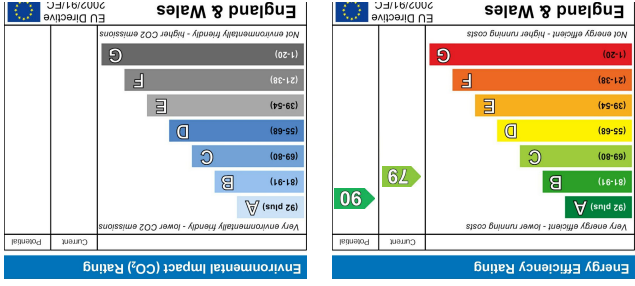 Energy Efficiency Rating
Current
Potential
Very energy efficient - lower running costs
(92 plus) A
(81-91) B
(69-80) C
(55-68) D
(39-54) E
(21-38) F
(1-20) G
79
90
Not energy efficient - higher running costs
England & Wales
EU Directive
2002/91/EC
Environmental Impact (CO2) Rating
Current
Potential
Very environmentally friendly - lower CO2 emissions
(92 plus) A
(81-91) B
(69-80) C
(55-68) D
(39-54) E
(21-38) F
(1-20) G
Not environmentally friendly - higher CO2 emissions
England & Wales
EU Directive
2002/91/EC